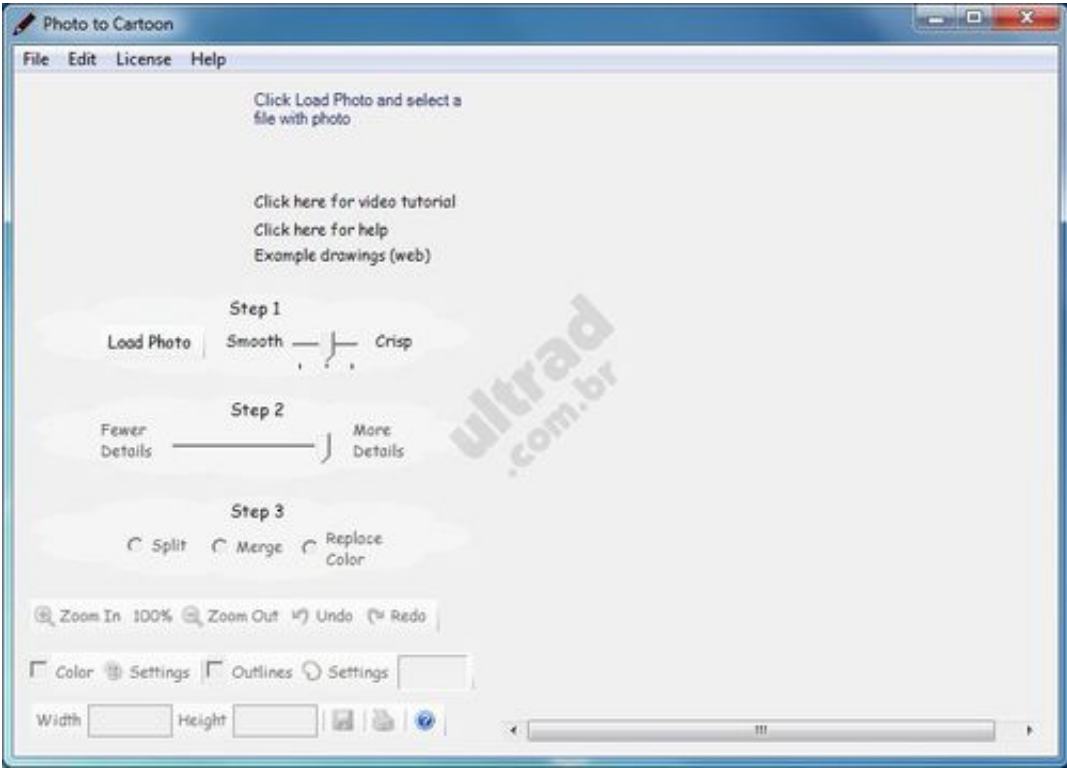 Photo to Cartoon
File Edit License Help
Click Load Photo and select a
file with photo
Click here for video tutorial
Click here for help
Example drawings (web)
Step 1
Load Photo Smooth Crisp
Step 2
Fewer
Details
More
Details
Step 3
Split Merge Replace
Color
Zoom In 100% Zoom Out Undo Redo
Color Settings Outlines Settings
Width Height
ultrad
.com.br